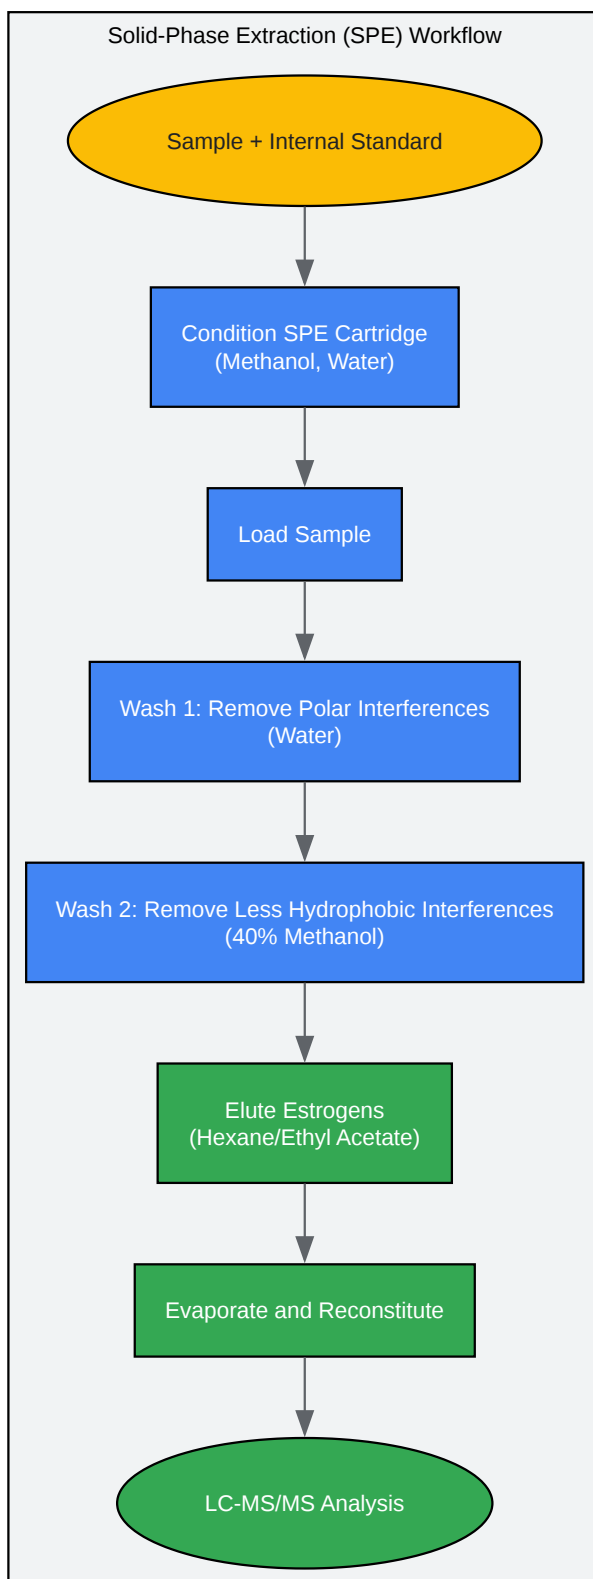 Solid-Phase Extraction (SPE) Workflow
Sample + Internal Standard
Condition SPE Cartridge
(Methanol, Water)
Load Sample
Wash 1: Remove Polar Interferences
(Water)
Wash 2: Remove Less Hydrophobic Interferences
(40% Methanol)
Elute Estrogens
(Hexane/Ethyl Acetate)
Evaporate and Reconstitute
LC-MS/MS Analysis